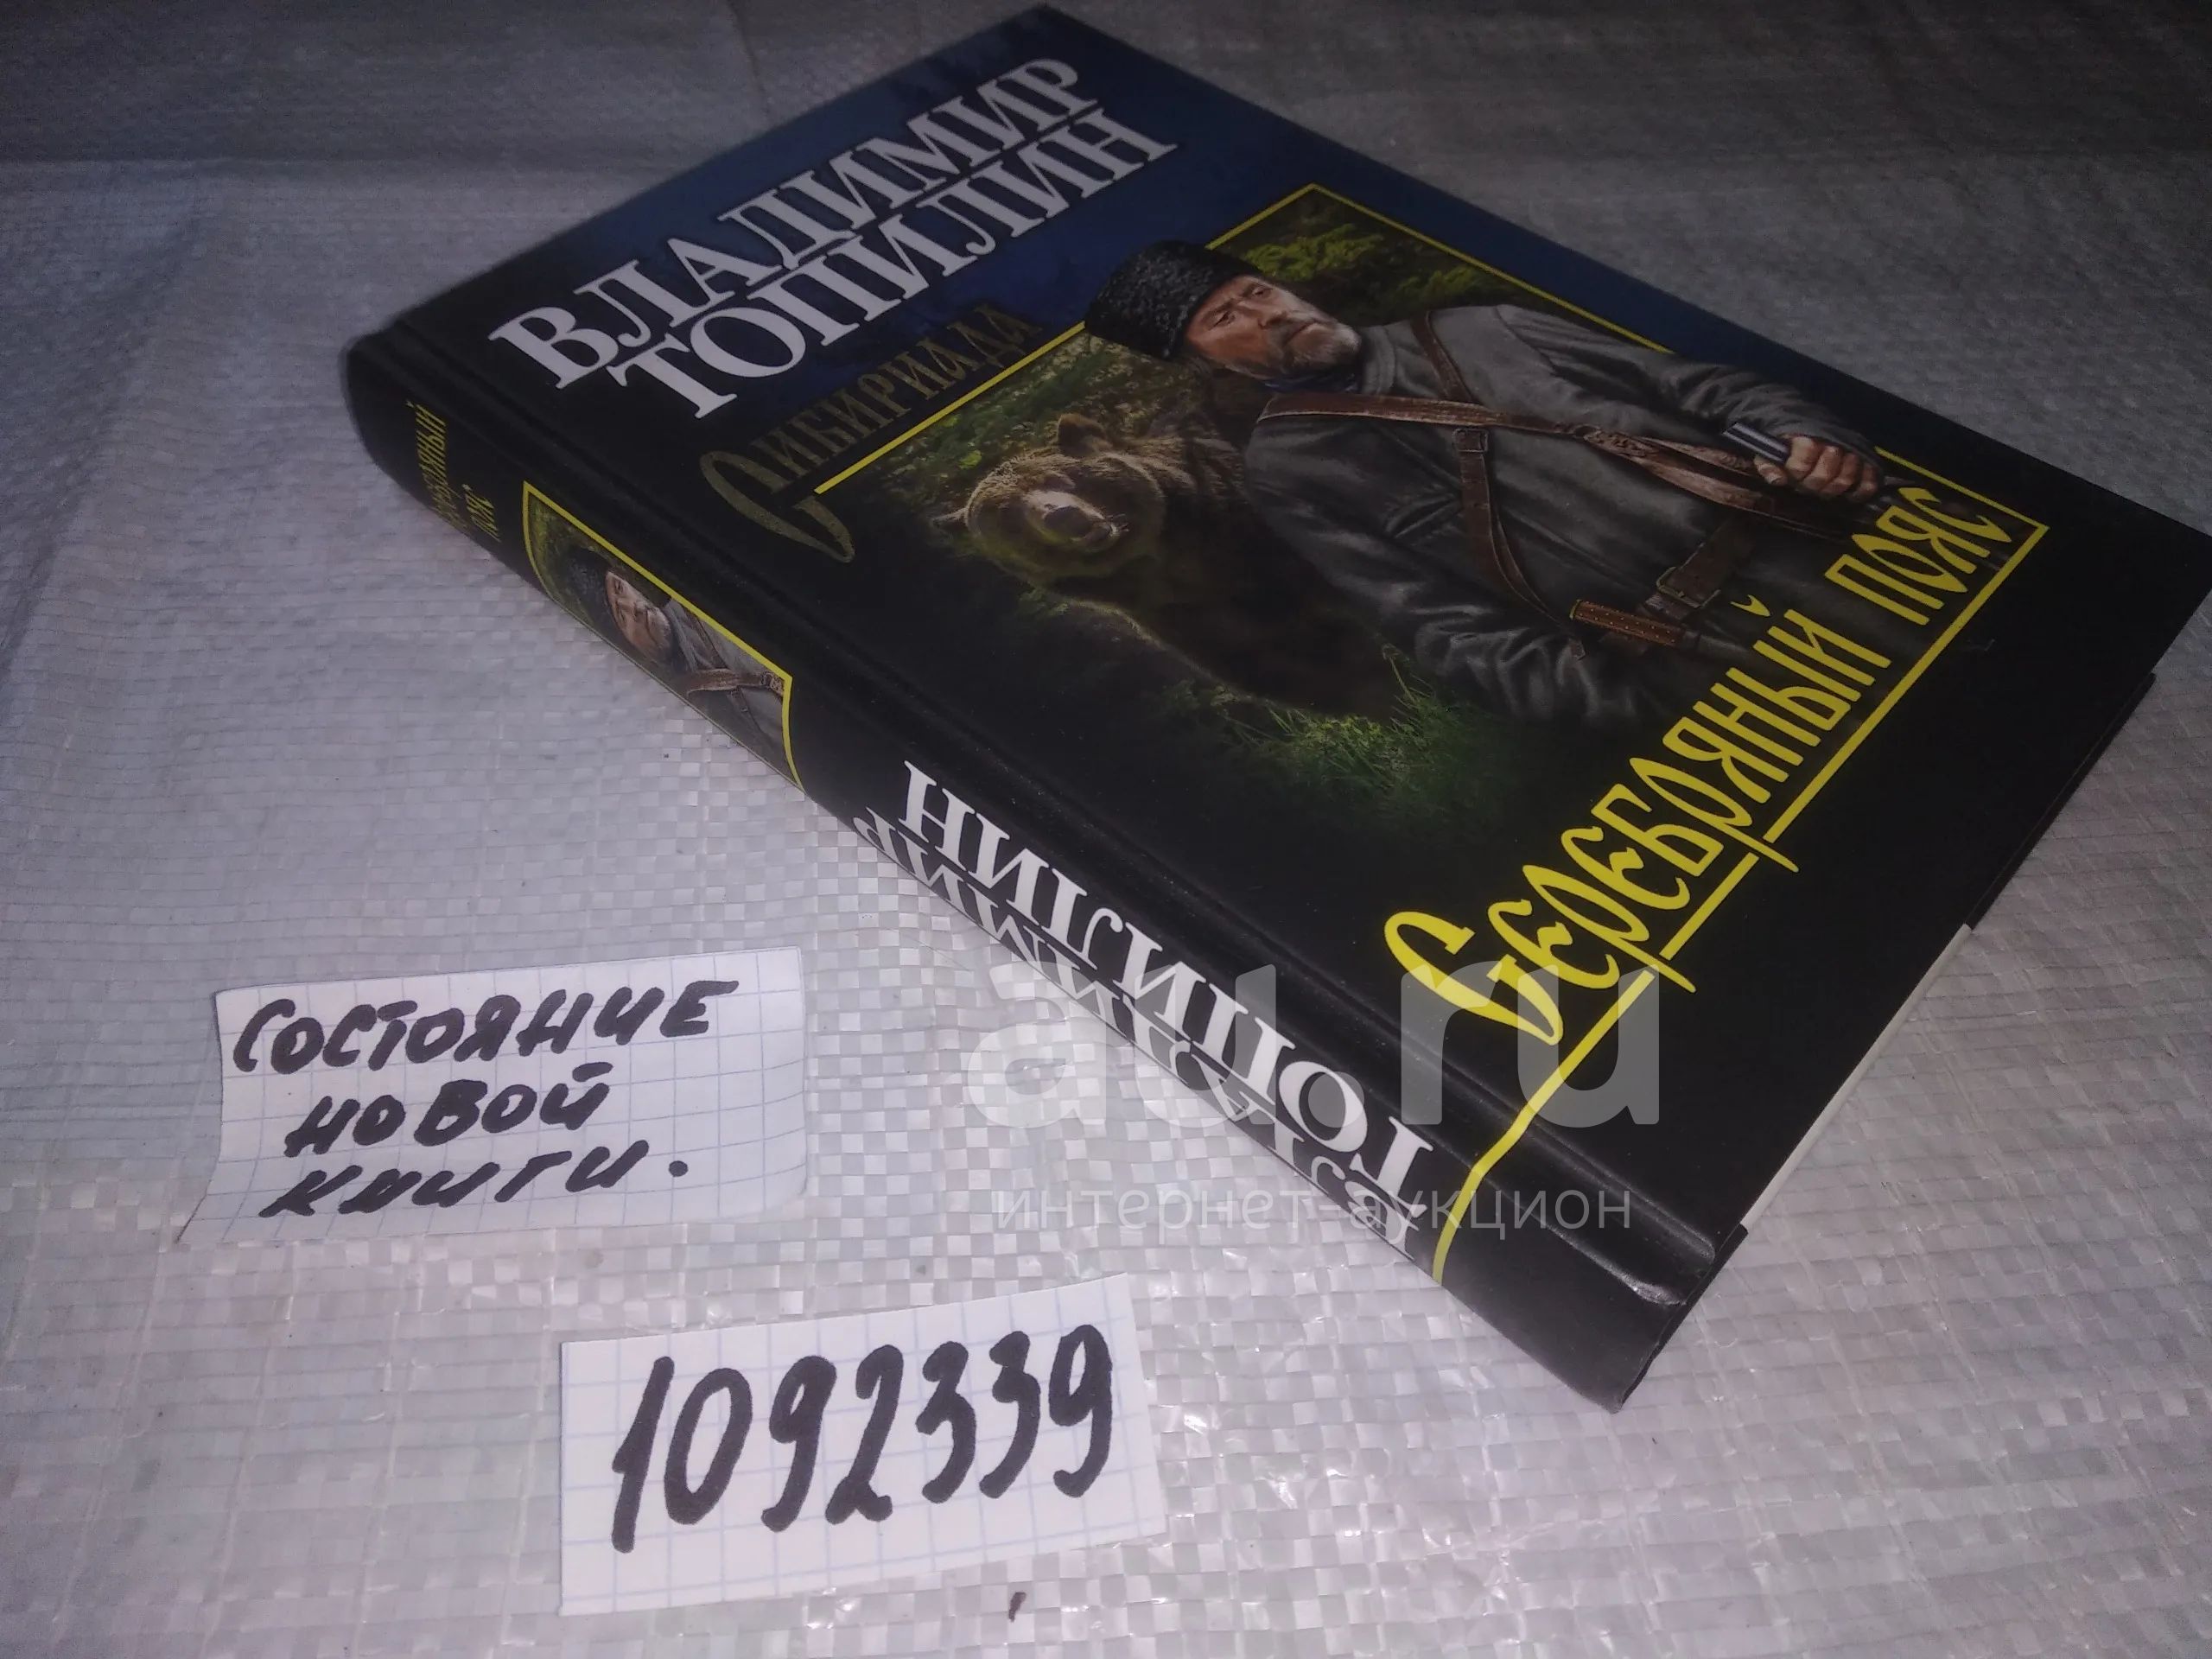 ВЛАДИМИР
ТОПИЛИН
СИБИРИАДА
СЕРЕБРЯНЫЙ ПОЯС
СЕРЕБРЯНЫЙ
ПОЯС
ВЛАДИМИР
ТОПИЛИН
au.ru
интернет-аукцион
СОСТОЯНИЕ
НОВОЙ
КНИГИ.
1092339